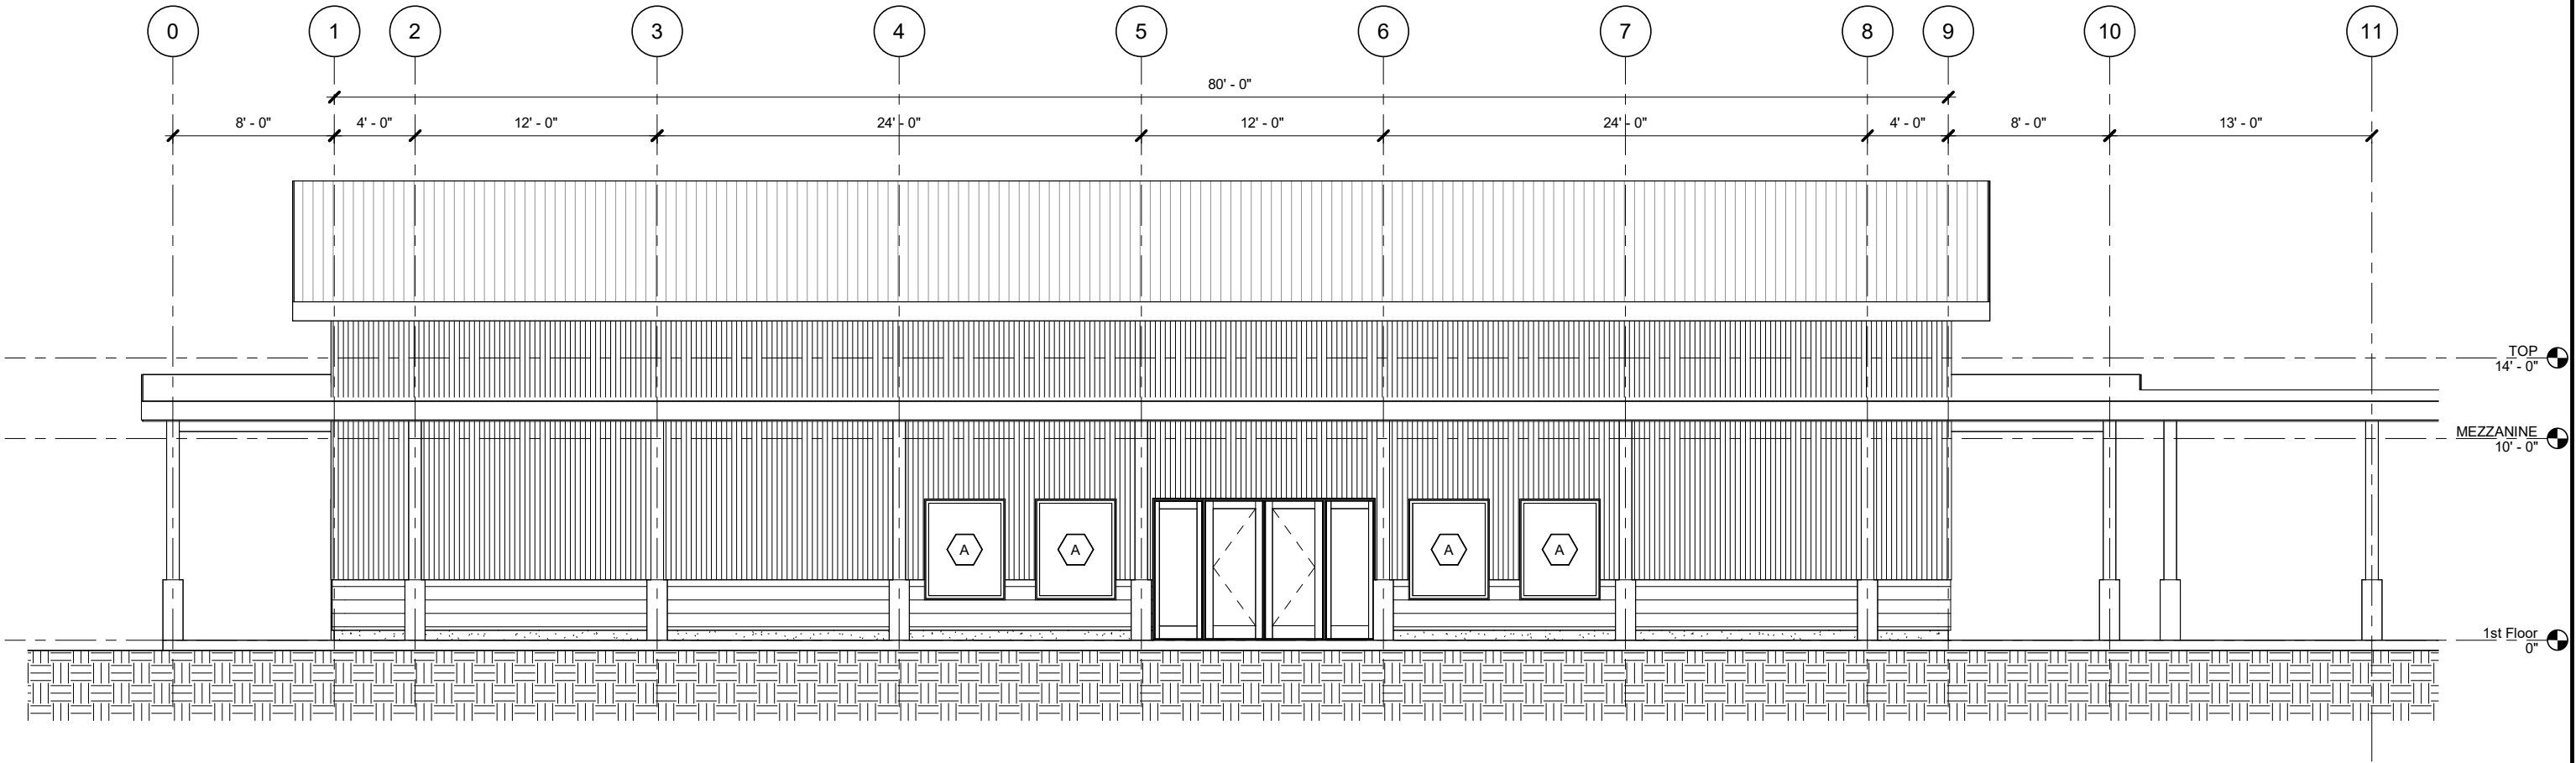 0 1 2 3 4 5 6 7 8 9 10 11
80' - 0"
8' - 0" 4' - 0" 12' - 0" 24' - 0" 12' - 0" 24' - 0" 4' - 0" 8' - 0" 13' - 0"
TOP
14' - 0"
MEZZANINE
10' - 0"
A A A A
1st Floor
0"